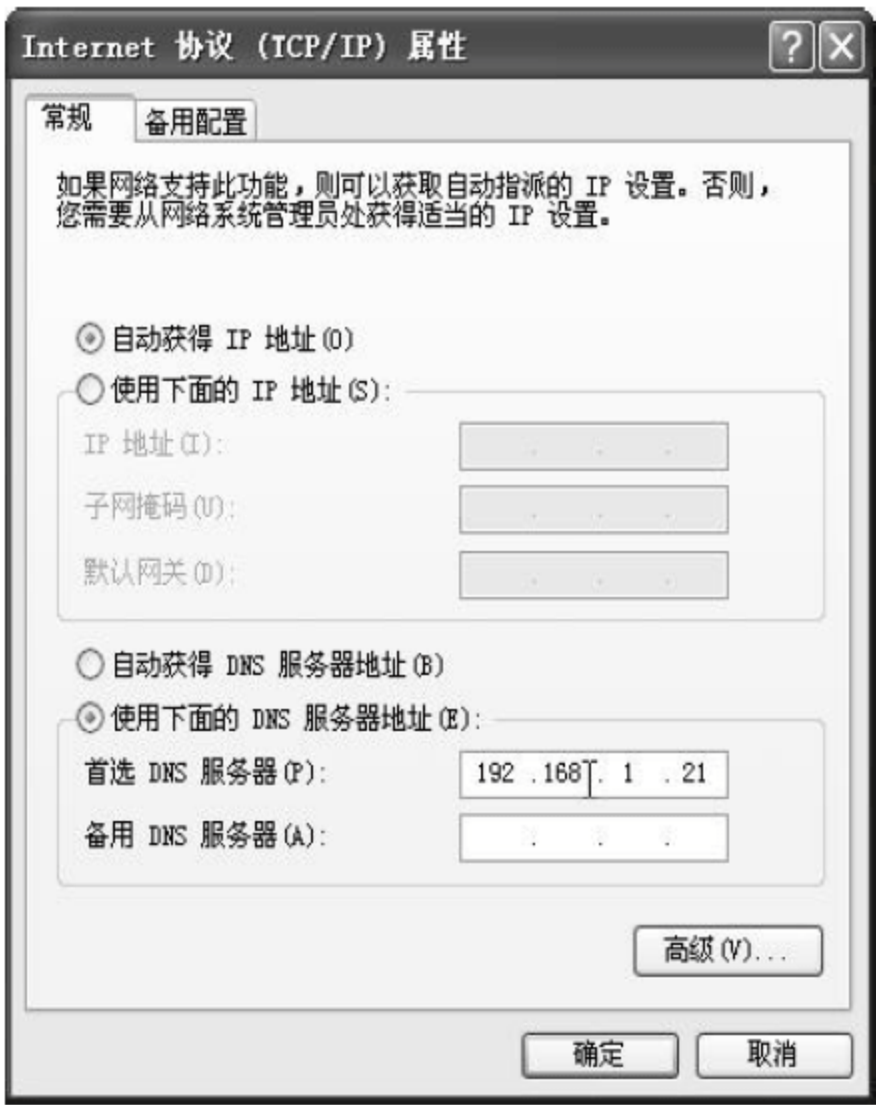 Internet 协议 (TCP/IP) 属性
常规 备用配置
如果网络支持此功能，则可以获取自动指派的 IP 设置。否则，
您需要从网络系统管理员处获得适当的 IP 设置。
自动获得 IP 地址(O)
使用下面的 IP 地址(S):
IP 地址(I):
子网掩码(U):
默认网关(D):
自动获得 DNS 服务器地址(B)
使用下面的 DNS 服务器地址(E):
首选 DNS 服务器(P): 192 .168 . 1 . 21
备用 DNS 服务器(A):
高级(V)...
确定 取消